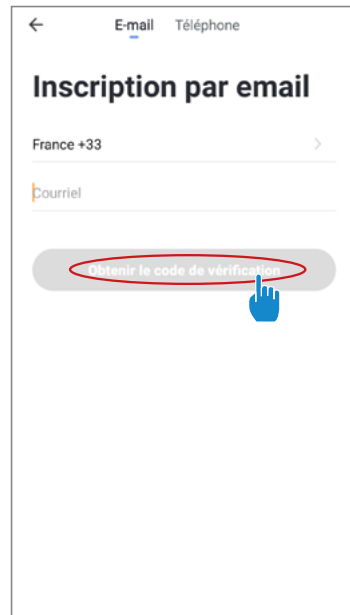 E-mail Téléphone
Inscription par email
France +33
Courriel
Obtenir le code de vérification